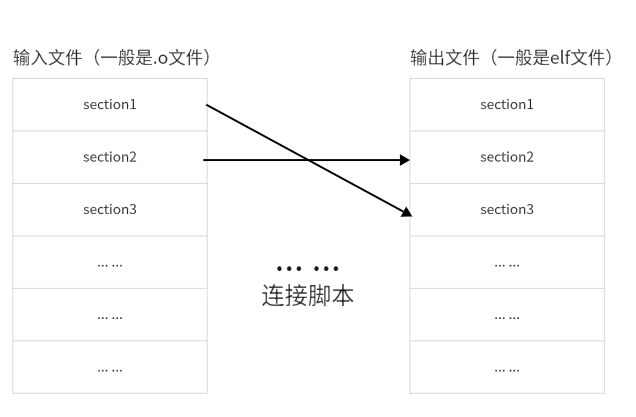 输入文件（一般是.o文件）
输出文件（一般是elf文件）
section1
section1
section2
section2
section3
section3
... ...
... ...
... ...
连接脚本
... ...
... ...
... ...
... ...